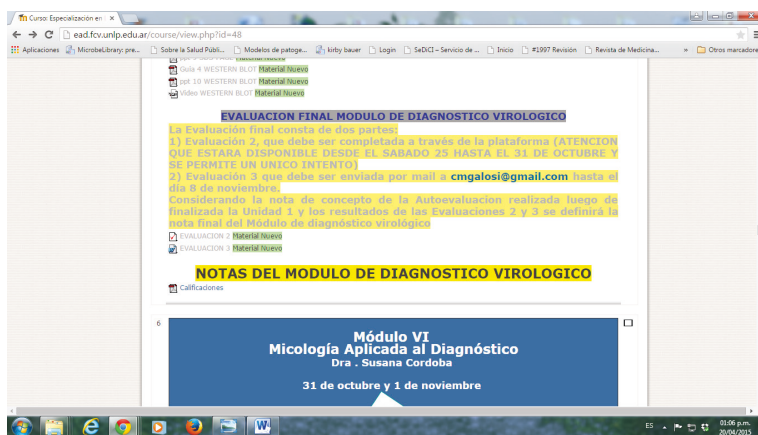 Curso: Especialización en
ead.fcv.unlp.edu.ar/course/view.php?id=48
Aplicaciones
MicrobeLibrary: pre...
Sobre la Salud Públi...
Modelos de patoge...
kirby bauer
Login
SeDiCI – Servicio de ...
Inicio
#1997 Revisión
Revista de Medicina...
»
Otros marcadores
Guía 4 WESTERN BLOT Material Nuevo
ppt 10 WESTERN BLOT Material Nuevo
Video WESTERN BLOT Material Nuevo
EVALUACION FINAL MODULO DE DIAGNOSTICO VIROLOGICO
La Evaluación final consta de dos partes:
1) Evaluación 2, que debe ser completada a través de la plataforma (ATENCION
QUE ESTARA DISPONIBLE DESDE EL SABADO 25 HASTA EL 31 DE OCTUBRE Y
SE PERMITE UN UNICO INTENTO)
2) Evaluación 3 que debe ser enviada por mail a cmgalosi@gmail.com hasta el
día 8 de noviembre.
Considerando la nota de concepto de la Autoevaluacion realizada luego de
finalizada la Unidad 1 y los resultados de las Evaluaciones 2 y 3 se definirá la
nota final del Módulo de diagnóstico virológico
EVALUACION 2 Material Nuevo
EVALUACION 3 Material Nuevo
NOTAS DEL MODULO DE DIAGNOSTICO VIROLOGICO
Calificaciones
6
Módulo VI
Micología Aplicada al Diagnóstico
Dra . Susana Cordoba
31 de octubre y 1 de noviembre
ES
01:06 p.m.
20/04/2015